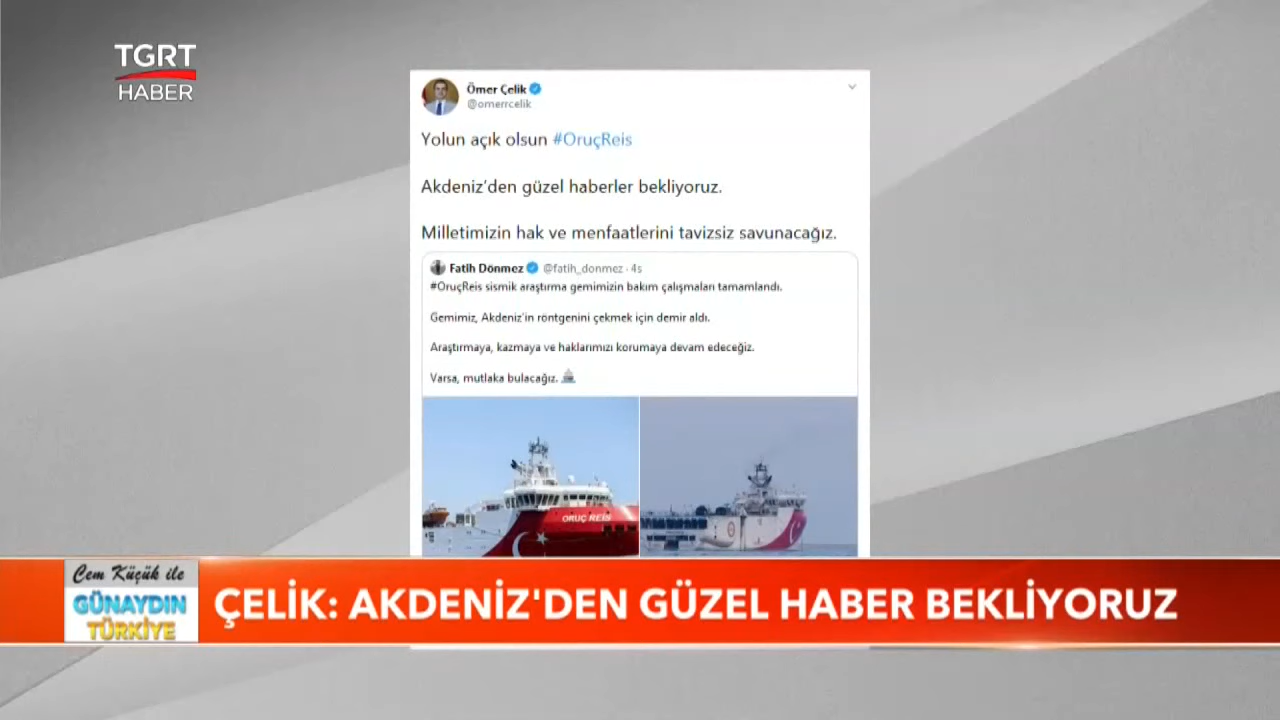 TGRT
HABER
Ömer Çelik
@omerrcelik
Yolun açık olsun #OruçReis
Akdeniz'den güzel haberler bekliyoruz.
Milletimizin hak ve menfaatlerini tavizsiz savunacağız.
Fatih Dönmez @fatih_donmez · 4s
#OruçReis sismik araştırma gemimizin bakım çalışmaları tamamlandı.
Gemimiz, Akdeniz'in röntgenini çekmek için demir aldı.
Araştırmaya, kazmaya ve haklarımızı korumaya devam edeceğiz.
Varsa, mutlaka bulacağız.
ORUÇ REİS
Cem Küçük ile
GÜNAYDIN
TÜRKİYE
ÇELİK: AKDENİZ'DEN GÜZEL HABER BEKLİYORUZ